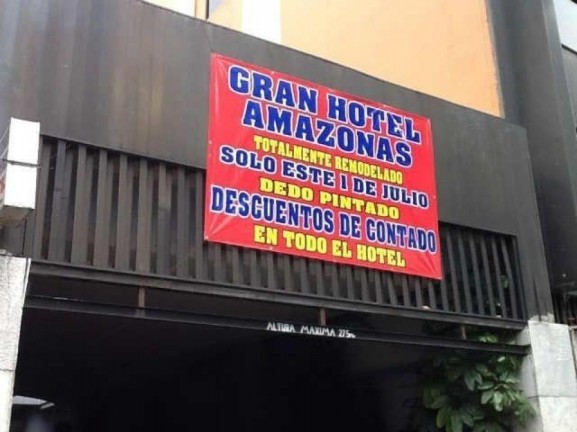 GRAN HOTEL
AMAZONAS
TOTALMENTE REMODELADO
SOLO ESTE 1 DE JULIO
DEDO PINTADO
DESCUENTOS DE CONTADO
EN TODO EL HOTEL
ALTURA MAXIMA 275